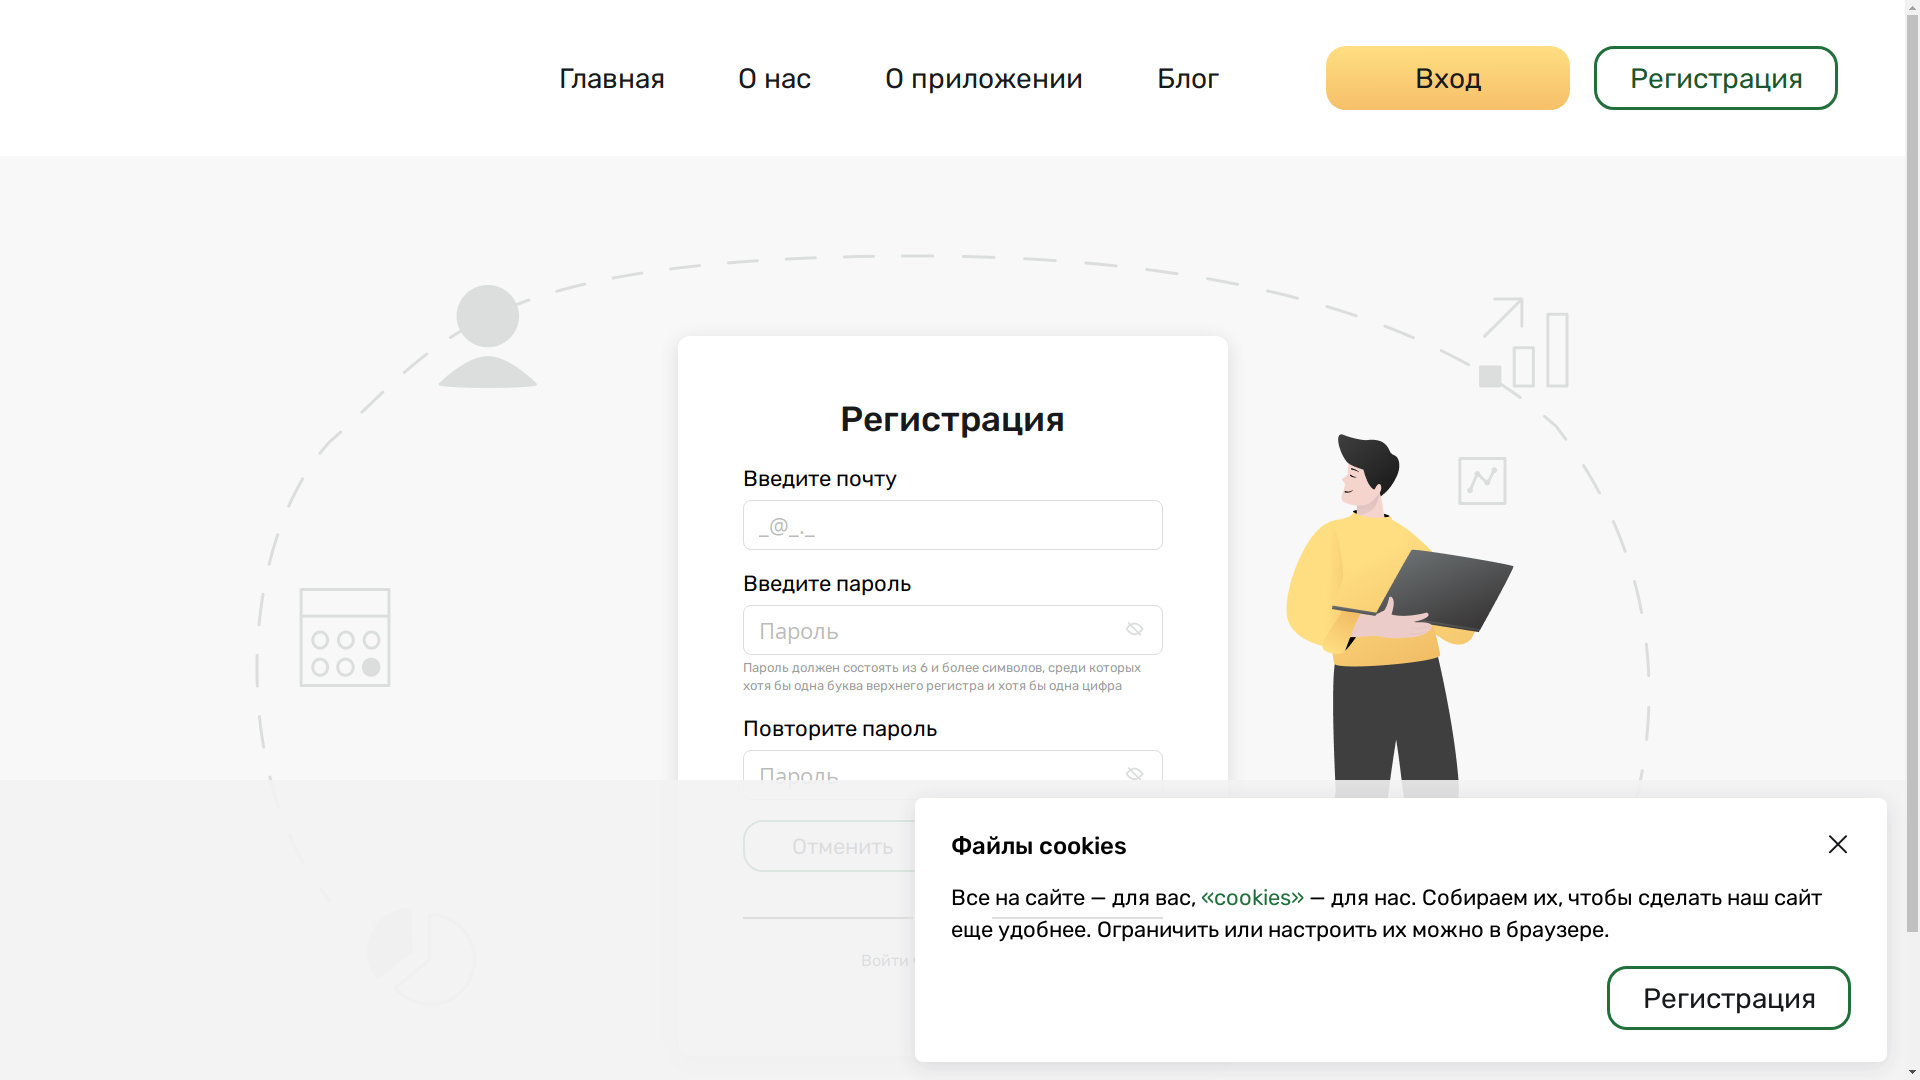 Главная
О нас
О приложении
Блог
Вход
Регистрация
Регистрация
Введите почту
_@_._
Введите пароль
Пароль
Пароль должен состоять из 6 и более символов, среди которых
хотя бы одна буква верхнего регистра и хотя бы одна цифра
Повторите пароль
Пароль
Отменить
Войти
Файлы cookies
Все на сайте — для вас, «cookies» — для нас. Собираем их, чтобы сделать наш сайт
еще удобнее. Ограничить или настроить их можно в браузере.
Регистрация